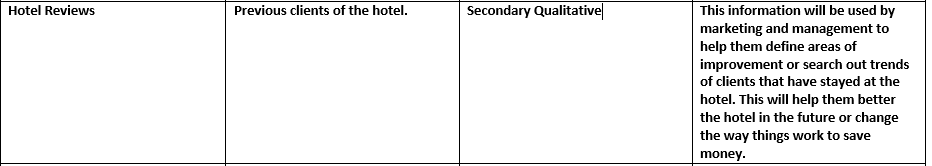 Hotel Reviews
Previous clients of the hotel.
Secondary Qualitative
This information will be used by
marketing and management to
help them define areas of
improvement or search out trends
of clients that have stayed at the
hotel. This will help them better
the hotel in the future or change
the way things work to save
money.